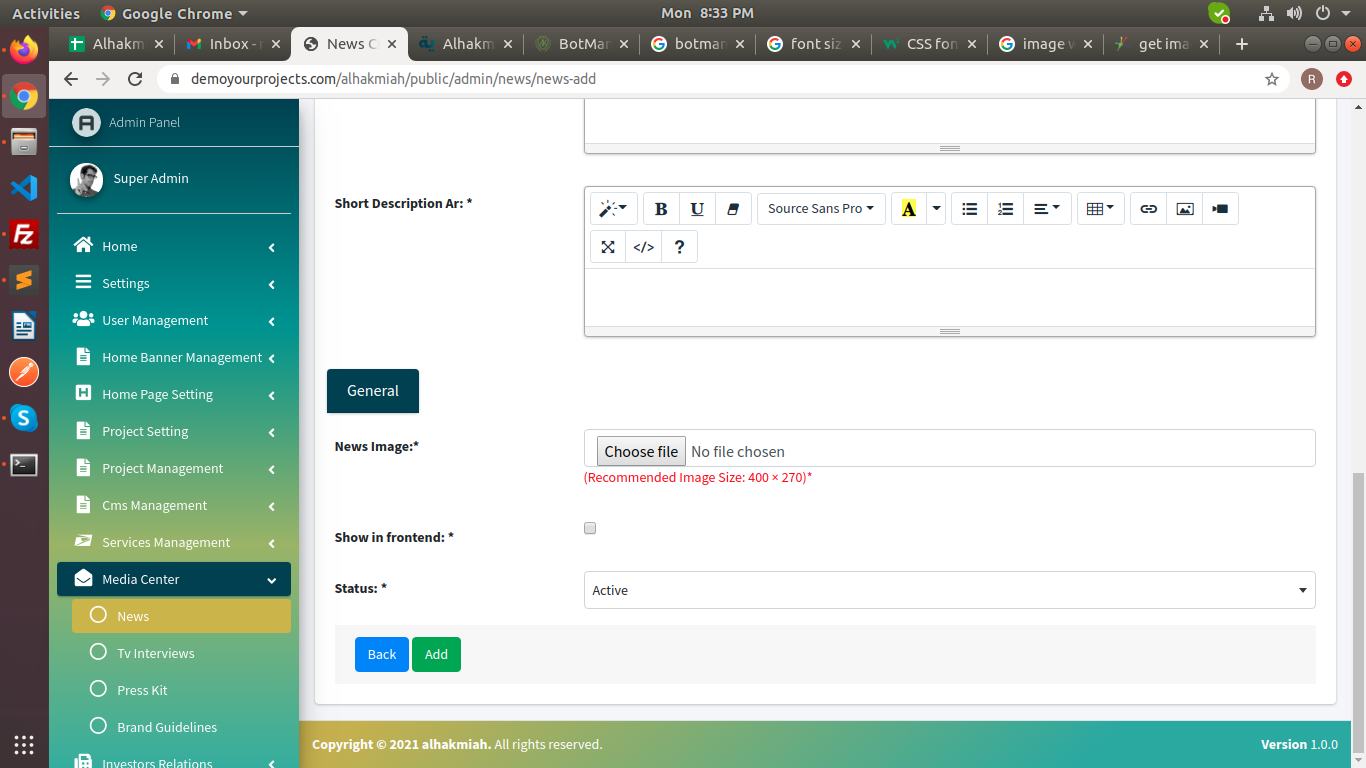 Activities Google Chrome Mon 8:33 PM
Alhakm Inbox - r News C Alhakm BotMar botmar font siz CSS fon image w get ima
demoyourprojects.com/alhakmiah/public/admin/news/news-add R
Admin Panel
Super Admin
Home
Settings
User Management
Home Banner Management
Home Page Setting
Project Setting
Project Management
Cms Management
Services Management
Media Center
News
Tv Interviews
Press Kit
Brand Guidelines
Investors Relations
Short Description Ar: *
B U Source Sans Pro A
</> ?
General
News Image:* Choose file No file chosen
(Recommended Image Size: 400 × 270)*
Show in frontend: *
Status: * Active
Back Add
Copyright © 2021 alhakmiah. All rights reserved. Version 1.0.0